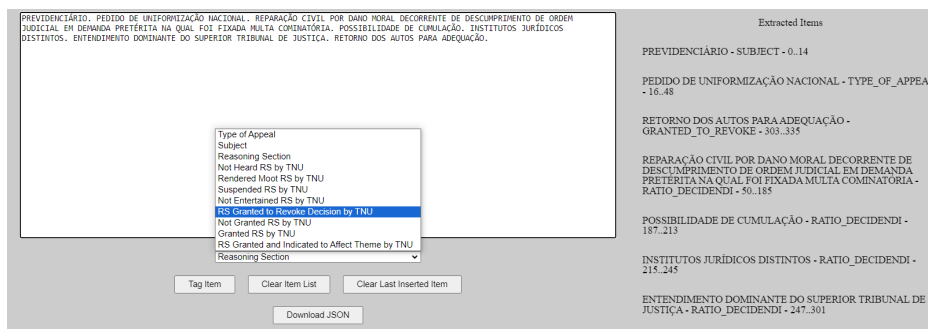 PREVIDENCIÁRIO. PEDIDO DE UNIFORMIZAÇÃO NACIONAL. REPARAÇÃO CIVIL POR DANO MORAL DECORRENTE DE DESCUMPRIMENTO DE ORDEM
JUDICIAL EM DEMANDA PRETÉRITA NA QUAL FOI FIXADA MULTA COMINATÓRIA. POSSIBILIDADE DE CUMULAÇÃO. INSTITUTOS JURÍDICOS
DISTINTOS. ENTENDIMENTO DOMINANTE DO SUPERIOR TRIBUNAL DE JUSTIÇA. RETORNO DOS AUTOS PARA ADEQUAÇÃO.
Type of Appeal
Subject
Reasoning Section
Not Heard RS by TNU
Rendered Moot RS by TNU
Suspended RS by TNU
Not Entertained RS by TNU
RS Granted to Revoke Decision by TNU
Not Granted RS by TNU
Granted RS by TNU
RS Granted and Indicated to Affect Theme by TNU
Reasoning Section
Tag Item
Clear Item List
Clear Last Inserted Item
Download JSON
Extracted Items
PREVIDENCIÁRIO - SUBJECT - 0..14
PEDIDO DE UNIFORMIZAÇÃO NACIONAL - TYPE_OF_APPEA
- 16..48
RETORNO DOS AUTOS PARA ADEQUAÇÃO -
GRANTED_TO_REVOKE - 303..335
REPARAÇÃO CIVIL POR DANO MORAL DECORRENTE DE
DESCUMPRIMENTO DE ORDEM JUDICIAL EM DEMANDA
PRETÉRITA NA QUAL FOI FIXADA MULTA COMINATÓRIA -
RATIO_DECIDENDI - 50..185
POSSIBILIDADE DE CUMULAÇÃO - RATIO_DECIDENDI -
187..213
INSTITUTOS JURÍDICOS DISTINTOS - RATIO_DECIDENDI -
215..245
ENTENDIMENTO DOMINANTE DO SUPERIOR TRIBUNAL DE
JUSTIÇA - RATIO_DECIDENDI - 247..301